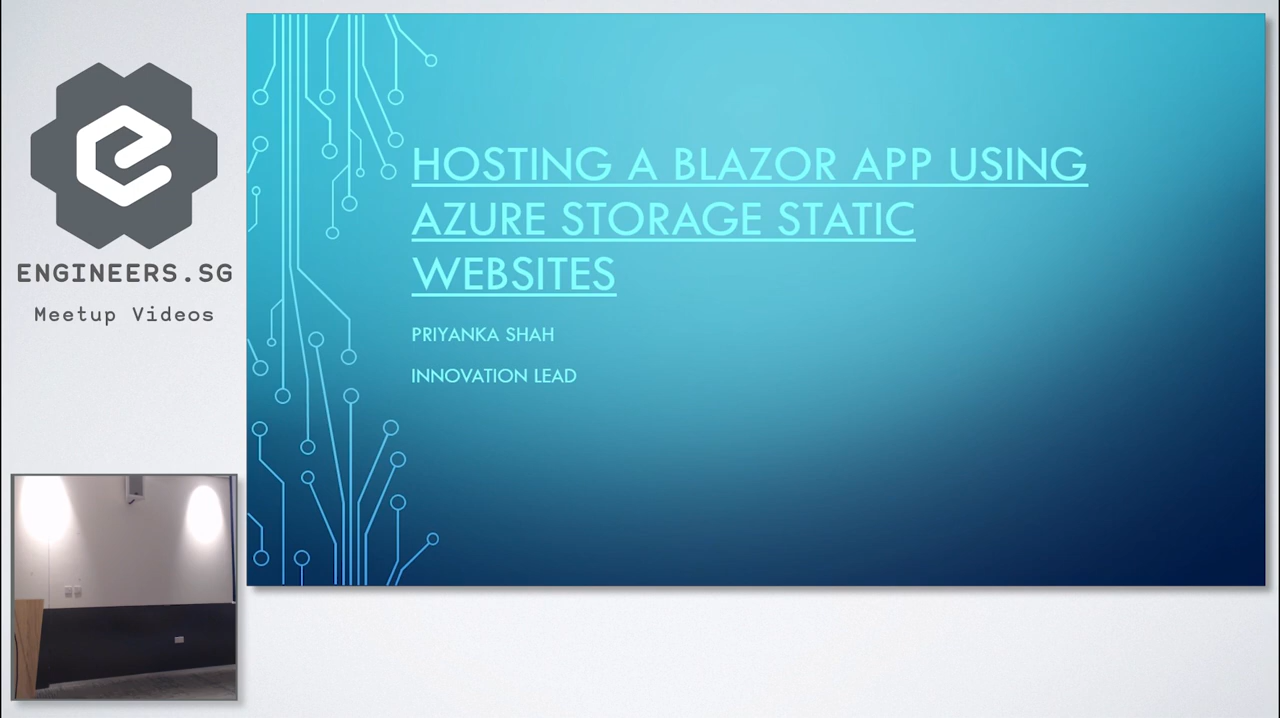 ENGINEERS.SG
Meetup Videos
HOSTING A BLAZOR APP USING
AZURE STORAGE STATIC
WEBSITES
PRIYANKA SHAH
INNOVATION LEAD